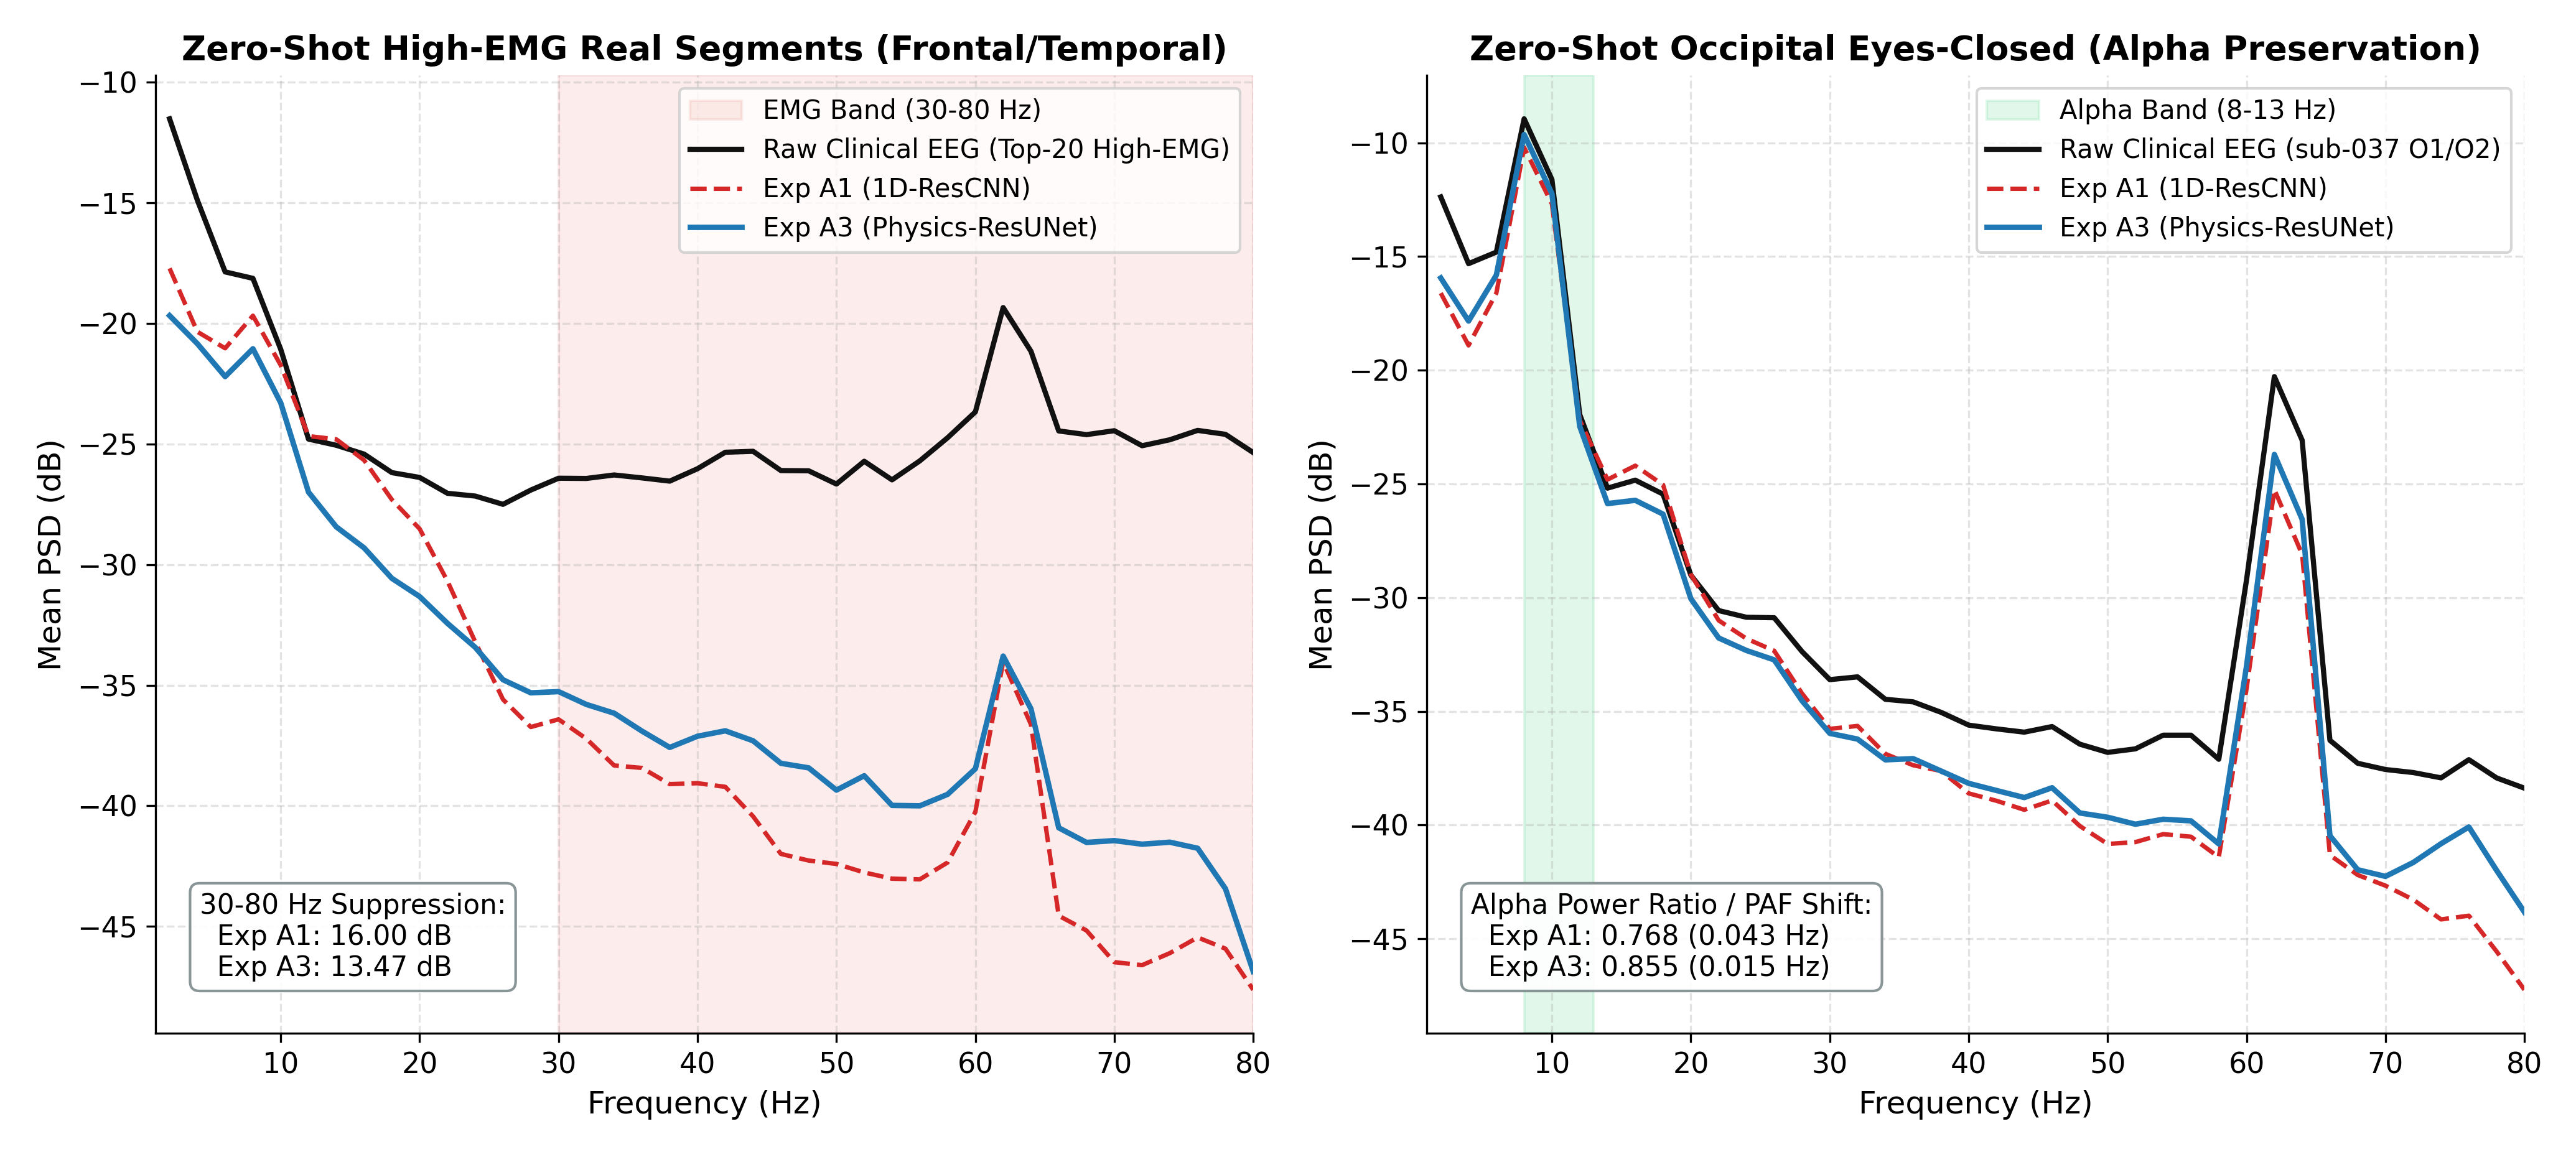 Zero-Shot High-EMG Real Segments (Frontal/Temporal)
EMG Band (30-80 Hz)
Raw Clinical EEG (Top-20 High-EMG)
Exp A1 (1D-ResCNN)
Exp A3 (Physics-ResUNet)
Mean PSD (dB)
−10
−15
−20
−25
−30
−35
−40
−45
30-80 Hz Suppression:
Exp A1: 16.00 dB
Exp A3: 13.47 dB
10 20 30 40 50 60 70 80
Frequency (Hz)
Zero-Shot Occipital Eyes-Closed (Alpha Preservation)
Alpha Band (8-13 Hz)
Raw Clinical EEG (sub-037 O1/O2)
Exp A1 (1D-ResCNN)
Exp A3 (Physics-ResUNet)
Mean PSD (dB)
−10
−15
−20
−25
−30
−35
−40
−45
Alpha Power Ratio / PAF Shift:
Exp A1: 0.768 (0.043 Hz)
Exp A3: 0.855 (0.015 Hz)
10 20 30 40 50 60 70 80
Frequency (Hz)